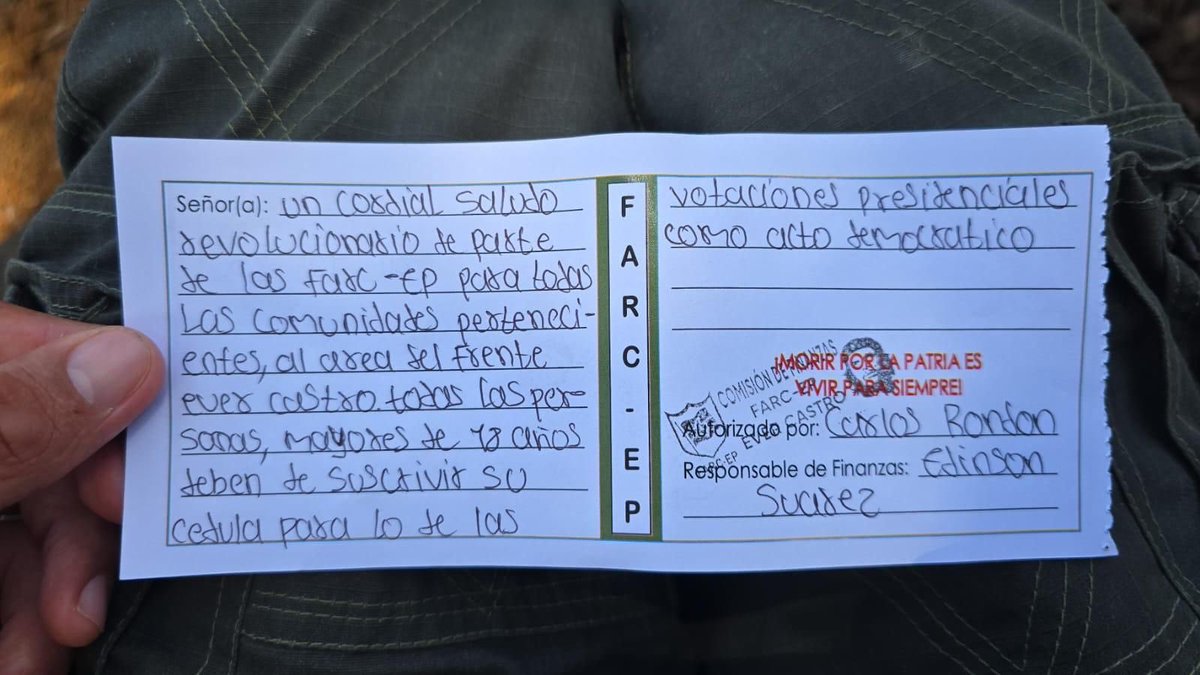 Señor(a): un cordial saludo
revolucionario de parte
de las Farc-EP para todas
las comunidades perteneci-
entes, al area del frente
ever castro. todas las per-
sonas, mayores de 18 años
deben de suscrivir su
cedula para lo de las
FARC-EP
votaciones presidenciales
como acto democratico
¡MORIR POR LA PATRIA ES
VIVIR PARA SIEMPRE!
COMISIÓN DE FINANZAS
FARC-EP
CASTRO
Autorizado por: Carlos Rondon
Responsable de Finanzas: Edinson
Suarez